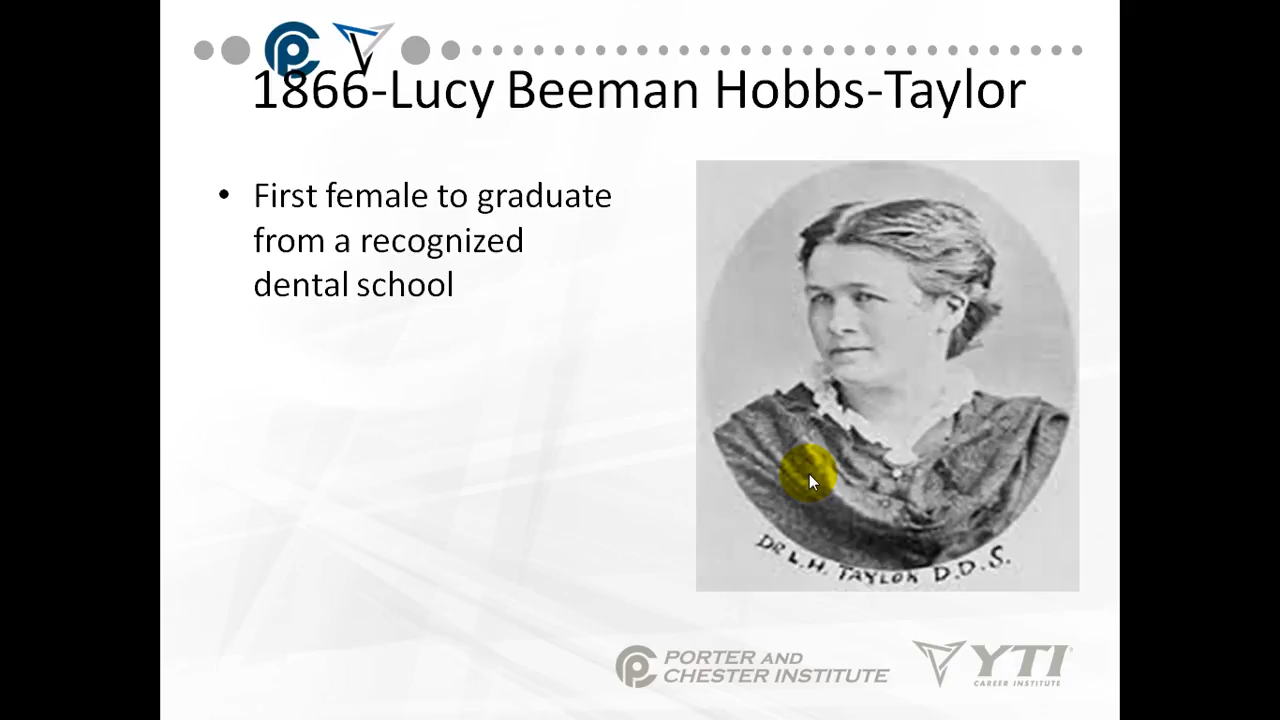 1866-Lucy Beeman Hobbs-Taylor
• First female to graduate
from a recognized
dental school
DR L. H. TAYLOR D.D.S.
PORTER AND
CHESTER INSTITUTE
YTI
CAREER INSTITUTE